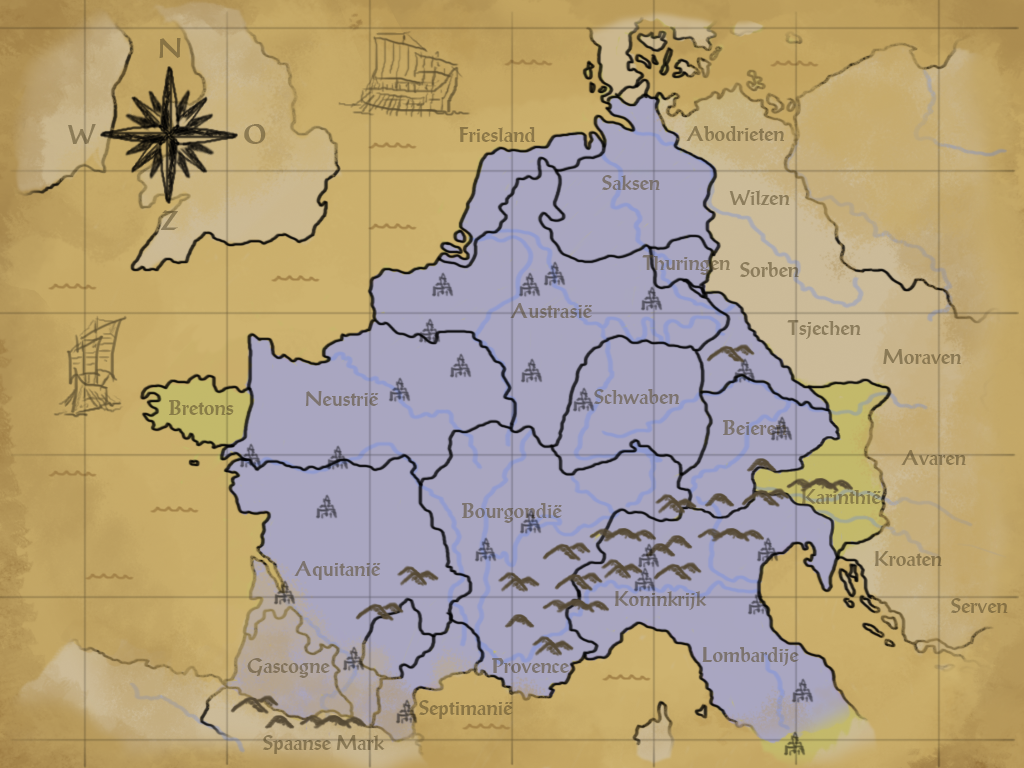 N
W
O
Z
Friesland
Abodrieten
Saksen
Wilzen
Thuringen
Sorben
Austrasië
Tsjechen
Moraven
Neustrië
Schwaben
Bretons
Beieren
Avaren
Karinthië
Bourgondië
Kroaten
Aquitanië
Koninkrijk
Serven
Lombardije
Gascogne
Provence
Septimanië
Spaanse Mark